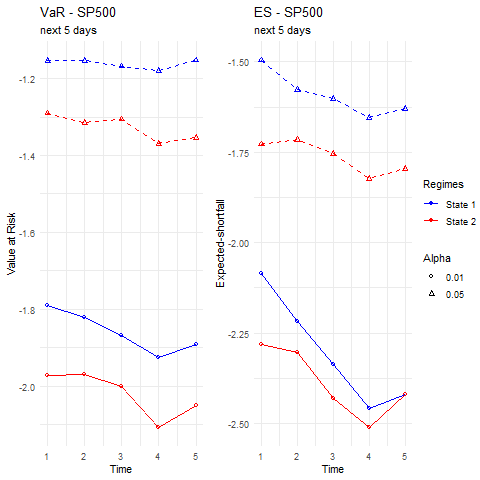 VaR - SP500
next 5 days
Value at Risk
-1.2
-1.4
-1.6
-1.8
-2.0
1 2 3 4 5
Time
ES - SP500
next 5 days
Expected-shortfall
-1.50
-1.75
-2.00
-2.25
-2.50
1 2 3 4 5
Time
Regimes
State 1
State 2
Alpha
0.01
0.05